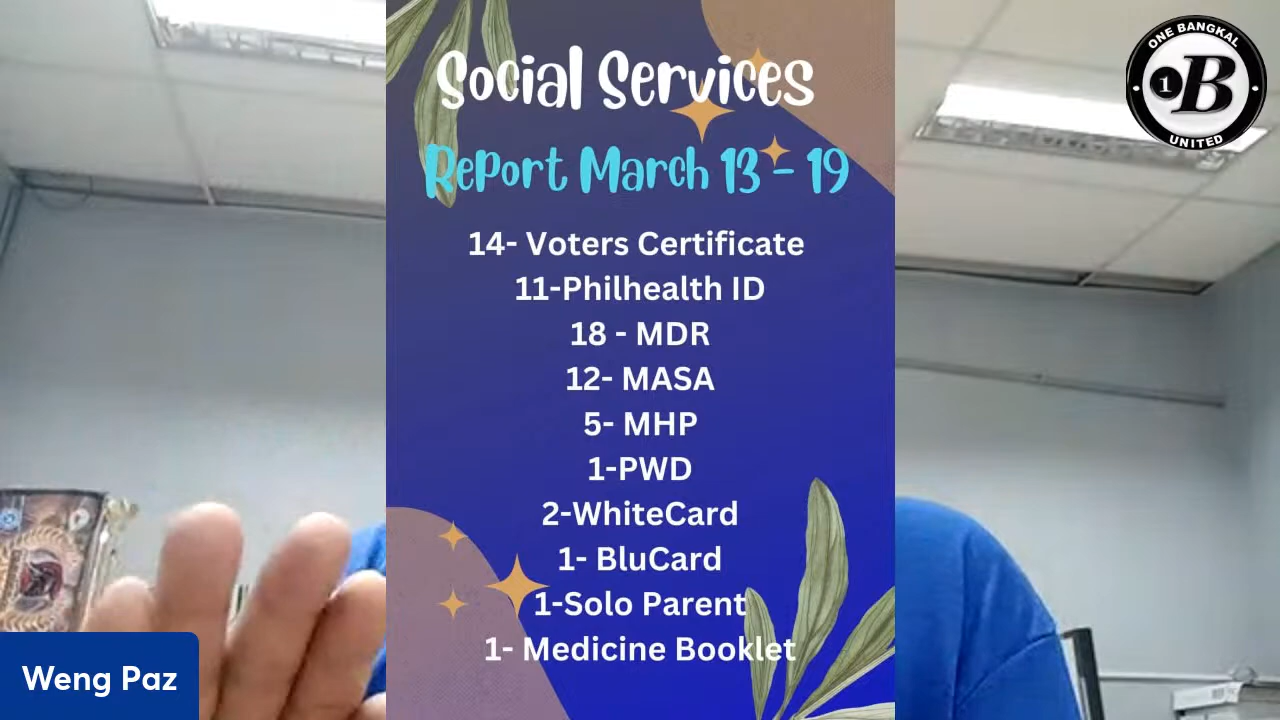 Social Services
Report March 13 - 19
14- Voters Certificate
11-Philhealth ID
18 - MDR
12- MASA
5- MHP
1-PWD
2-WhiteCard
1- BluCard
1-Solo Parent
1- Medicine Booklet
ONE BANGKAL
1B
UNITED
Weng Paz